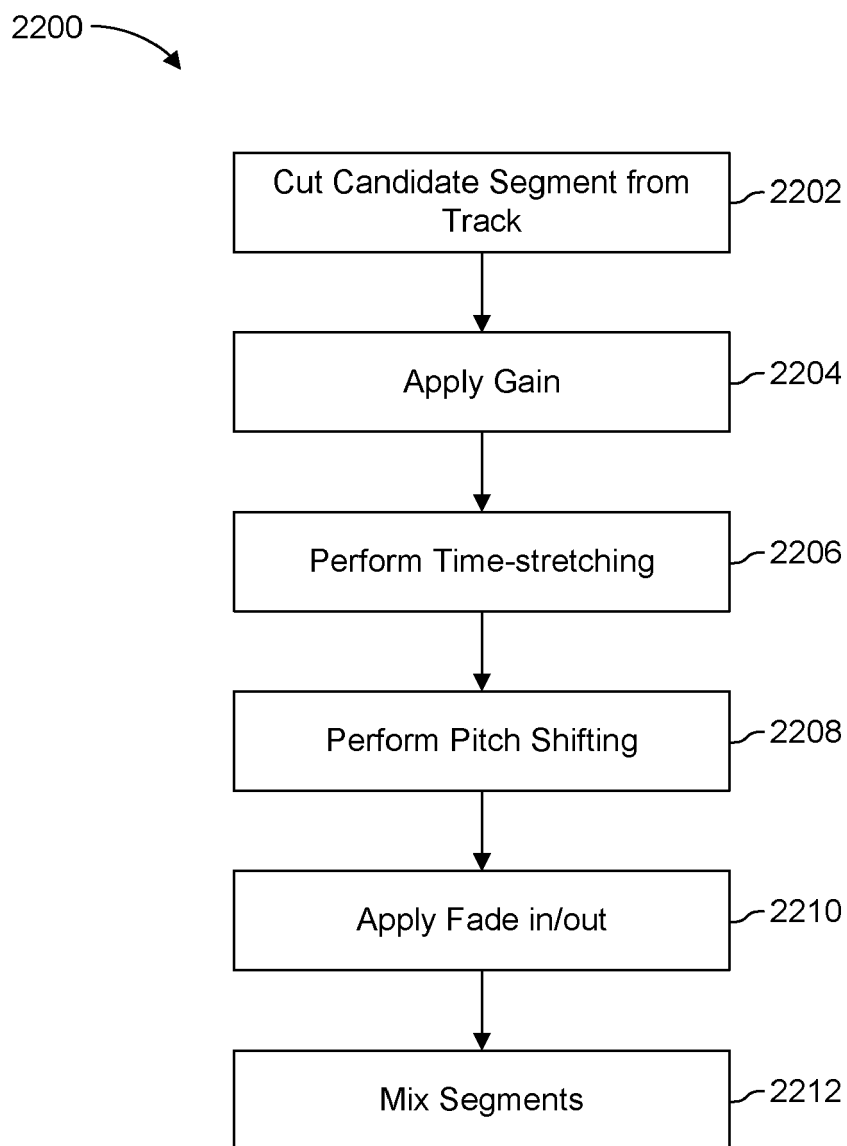 2200
Cut Candidate Segment from
Track
2202
Apply Gain
2204
Perform Time-stretching
2206
Perform Pitch Shifting
2208
Apply Fade in/out
2210
Mix Segments
2212